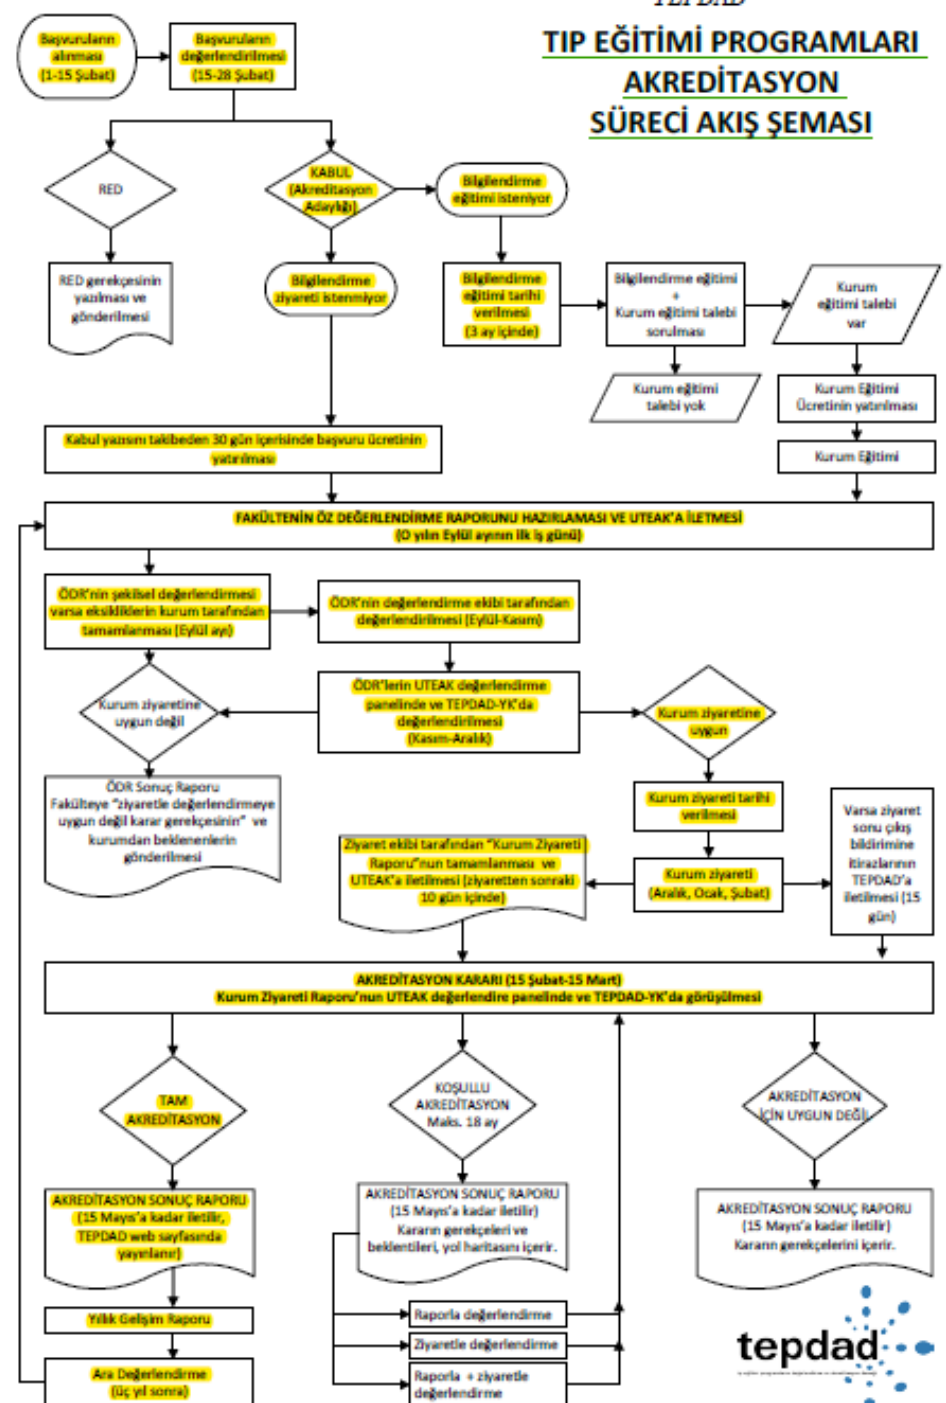 TEPDAD
TIP EĞİTİMİ PROGRAMLARI
AKREDİTASYON
SÜRECİ AKIŞ ŞEMASI
Başvuruların
alınması
(1-15 Şubat)
Başvuruların
değerlendirilmesi
(15-28 Şubat)
RED
KABUL
(Akreditasyon
Adaylığı)
Bilgilendirme
eğitimi isteniyor
RED gerekçesinin
yazılması ve
gönderilmesi
Bilgilendirme
ziyareti istenmiyor
Bilgilendirme
eğitimi tarihi
verilmesi
(3 ay içinde)
Bilgilendirme eğitimi
+
Kurum eğitimi talebi
sorulması
Kurum
eğitimi talebi
var
Kurum eğitimi
talebi yok
Kurum Eğitimi
Ücretinin yatırılması
Kurum Eğitimi
Kabul yazısını takibeden 30 gün içerisinde başvuru ücretinin
yatırılması
FAKÜLTENİN ÖZ DEĞERLENDİRME RAPORUNU HAZIRLAMASI VE UTEAK'A İLETMESİ
(O yılın Eylül ayının ilk iş günü)
ÖDR'nin şekilsel değerlendirmesi
varsa eksikliklerin kurum tarafından
tamamlanması (Eylül ayı)
ÖDR'nin değerlendirme ekibi tarafından
değerlendirilmesi (Eylül-Kasım)
Kurum ziyaretine
uygun değil
ÖDR'lerin UTEAK değerlendirme
panelinde ve TEPDAD-YK'da
değerlendirilmesi
(Kasım-Aralık)
Kurum ziyaretine
uygun
ÖDR Sonuç Raporu
Fakülteye "ziyaretle değerlendirmeye
uygun değil karar gerekçesinin" ve
kurumdan beklenenlerin
gönderilmesi
Kurum ziyareti tarihi
verilmesi
Ziyaret ekibi tarafından "Kurum Ziyareti
Raporu"nun tamamlanması ve
UTEAK'a iletilmesi (ziyaretten sonraki
10 gün içinde)
Kurum ziyareti
(Aralık, Ocak, Şubat)
Varsa ziyaret
sonu çıkış
bildirimine
itirazlarının
TEPDAD'a
iletilmesi (15
gün)
AKREDİTASYON KARARI (15 Şubat-15 Mart)
Kurum Ziyareti Raporu'nun UTEAK değerlendire panelinde ve TEPDAD-YK'da görüşülmesi
TAM
AKREDİTASYON
KOŞULLU
AKREDİTASYON
Maks. 18 ay
AKREDİTASYON
İÇİN UYGUN DEĞİL
AKREDİTASYON SONUÇ RAPORU
(15 Mayıs'a kadar iletilir,
TEPDAD web sayfasında
yayınlanır)
AKREDİTASYON SONUÇ RAPORU
(15 Mayıs'a kadar iletilir)
Kararın gerekçeleri ve
beklentileri, yol haritasını içerir.
AKREDİTASYON SONUÇ RAPORU
(15 Mayıs'a kadar iletilir)
Kararın gerekçelerini içerir.
Yıllık Gelişim Raporu
Ara Değerlendirme
(üç yıl sonra)
Raporla değerlendirme
Ziyaretle değerlendirme
Raporla + ziyaretle
değerlendirme
tepdad